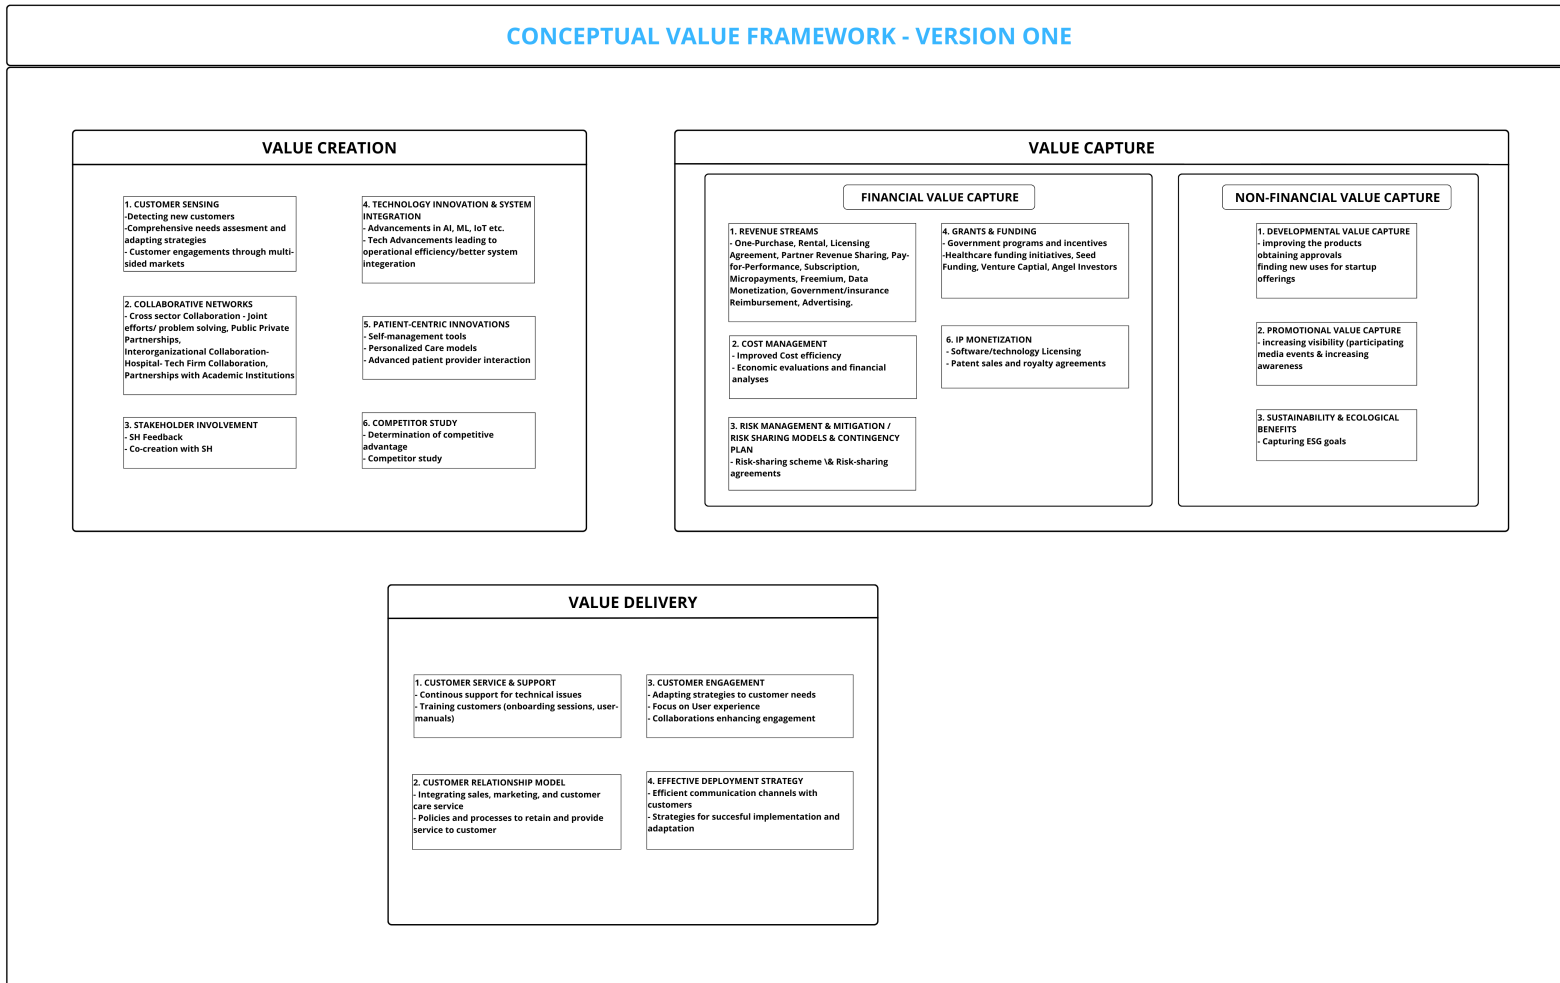 CONCEPTUAL VALUE FRAMEWORK - VERSION ONE
VALUE CREATION
1. CUSTOMER SENSING
-Detecting new customers
-Comprehensive needs assesment and
adapting strategies
- Customer engagements through multi-
sided markets
2. COLLABORATIVE NETWORKS
- Cross sector Collaboration - Joint
efforts/ problem solving, Public Private
Partnerships,
Interorganizational Collaboration-
Hospital- Tech Firm Collaboration,
Partnerships with Academic Institutions
3. STAKEHOLDER INVOLVEMENT
- SH Feedback
- Co-creation with SH
4. TECHNOLOGY INNOVATION & SYSTEM
INTEGRATION
- Advancements in AI, ML, IoT etc.
- Tech Advancements leading to
operational efficiency/better system
integeration
5. PATIENT-CENTRIC INNOVATIONS
- Self-management tools
- Personalized Care models
- Advanced patient provider interaction
6. COMPETITOR STUDY
- Determination of competitive
advantage
- Competitor study
VALUE CAPTURE
FINANCIAL VALUE CAPTURE
1. REVENUE STREAMS
- One-Purchase, Rental, Licensing
Agreement, Partner Revenue Sharing, Pay-
for-Performance, Subscription,
Micropayments, Freemium, Data
Monetization, Government/insurance
Reimbursement, Advertising.
2. COST MANAGEMENT
- Improved Cost efficiency
- Economic evaluations and financial
analyses
3. RISK MANAGEMENT & MITIGATION /
RISK SHARING MODELS & CONTINGENCY
PLAN
- Risk-sharing scheme \& Risk-sharing
agreements
4. GRANTS & FUNDING
- Government programs and incentives
-Healthcare funding initiatives, Seed
Funding, Venture Captial, Angel Investors
6. IP MONETIZATION
- Software/technology Licensing
- Patent sales and royalty agreements
NON-FINANCIAL VALUE CAPTURE
1. DEVELOPMENTAL VALUE CAPTURE
- improving the products
obtaining approvals
finding new uses for startup
offerings
2. PROMOTIONAL VALUE CAPTURE
- increasing visibility (participating
media events & increasing
awareness
3. SUSTAINABILITY & ECOLOGICAL
BENEFITS
- Capturing ESG goals
VALUE DELIVERY
1. CUSTOMER SERVICE & SUPPORT
- Continous support for technical issues
- Training customers (onboarding sessions, user-
manuals)
2. CUSTOMER RELATIONSHIP MODEL
- Integrating sales, marketing, and customer
care service
- Policies and processes to retain and provide
service to customer
3. CUSTOMER ENGAGEMENT
- Adapting strategies to customer needs
- Focus on User experience
- Collaborations enhancing engagement
4. EFFECTIVE DEPLOYMENT STRATEGY
- Efficient communication channels with
customers
- Strategies for succesful implementation and
adaptation